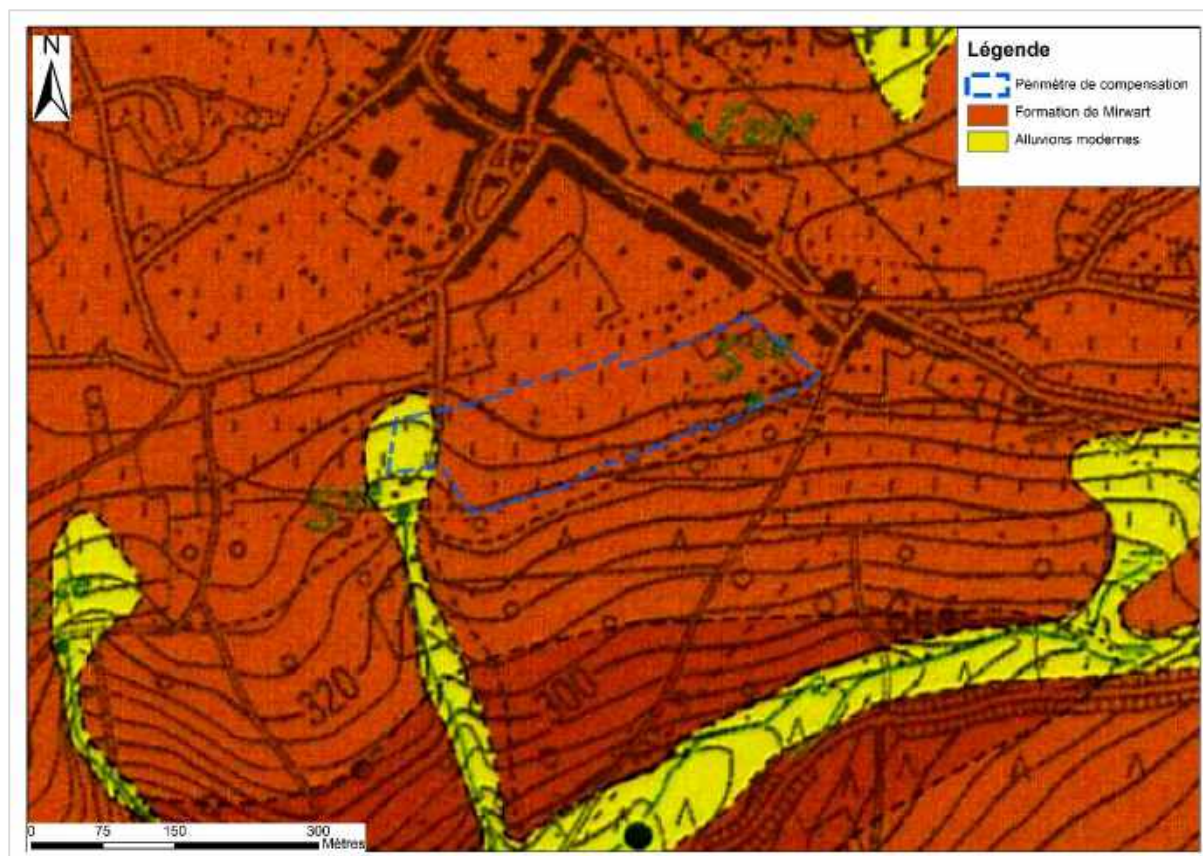 N
Légende
Périmètre de compensation
Formation de Mirwart
Alluvions modernes
320
300
0 75 150 300
Mètres